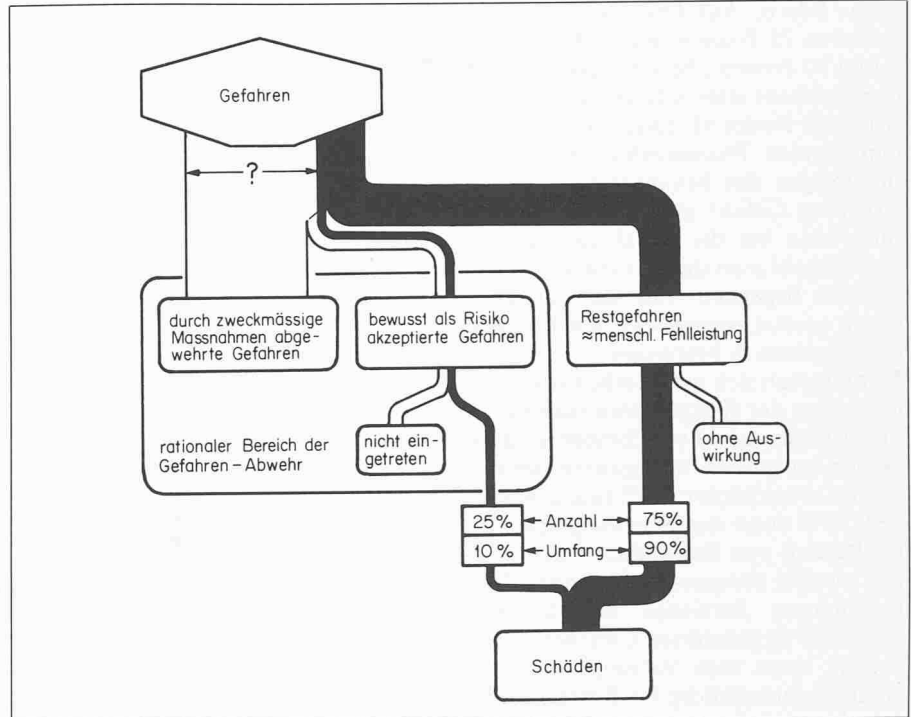 Gefahren
?
durch zweckmässige
Massnahmen abge-
wehrte Gefahren
bewusst als Risiko
akzeptierte Gefahren
Restgefahren
≈menschl. Fehlleistung
rationaler Bereich der
Gefahren-Abwehr
nicht ein-
getreten
ohne Aus-
wirkung
25% Anzahl 75%
10% Umfang 90%
Schäden